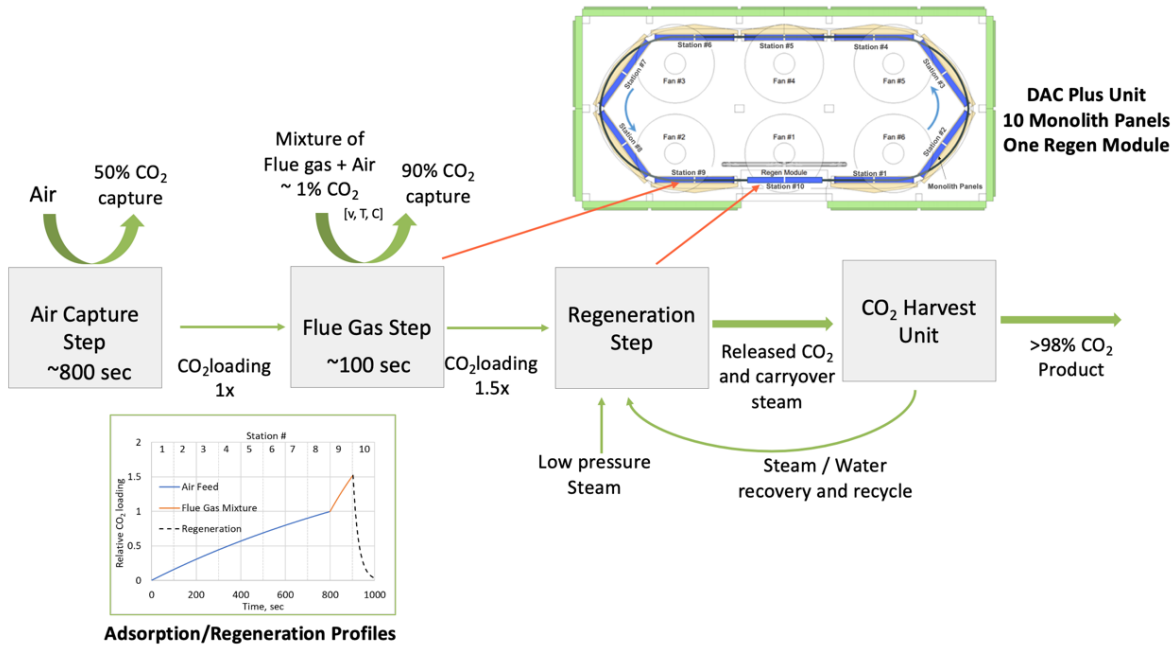 Station #6
Station #5
Station #4
Station #7
Fan #3
Fan #4
Fan #5
Station #3
DAC Plus Unit
10 Monolith Panels
One Regen Module
Station #8
Fan #2
Fan #1
Fan #6
Station #2
Station #9
Regen Module
Station #10
Station #1
Monolith Panels
Air
50% CO2
capture
Mixture of
Flue gas + Air
~ 1% CO2
[v, T, C]
90% CO2
capture
Air Capture
Step
~800 sec
CO2loading
1x
Flue Gas Step
~100 sec
CO2loading
1.5x
Regeneration
Step
Released CO2
and carryover
steam
CO2 Harvest
Unit
>98% CO2
Product
Low pressure
Steam
Steam / Water
recovery and recycle
Station #
1 2 3 4 5 6 7 8 9 10
Relative CO2 loading
2
1.5
1
0.5
0
Air Feed
Flue Gas Mixture
Regeneration
0 200 400 600 800 1000
Time, sec
Adsorption/Regeneration Profiles